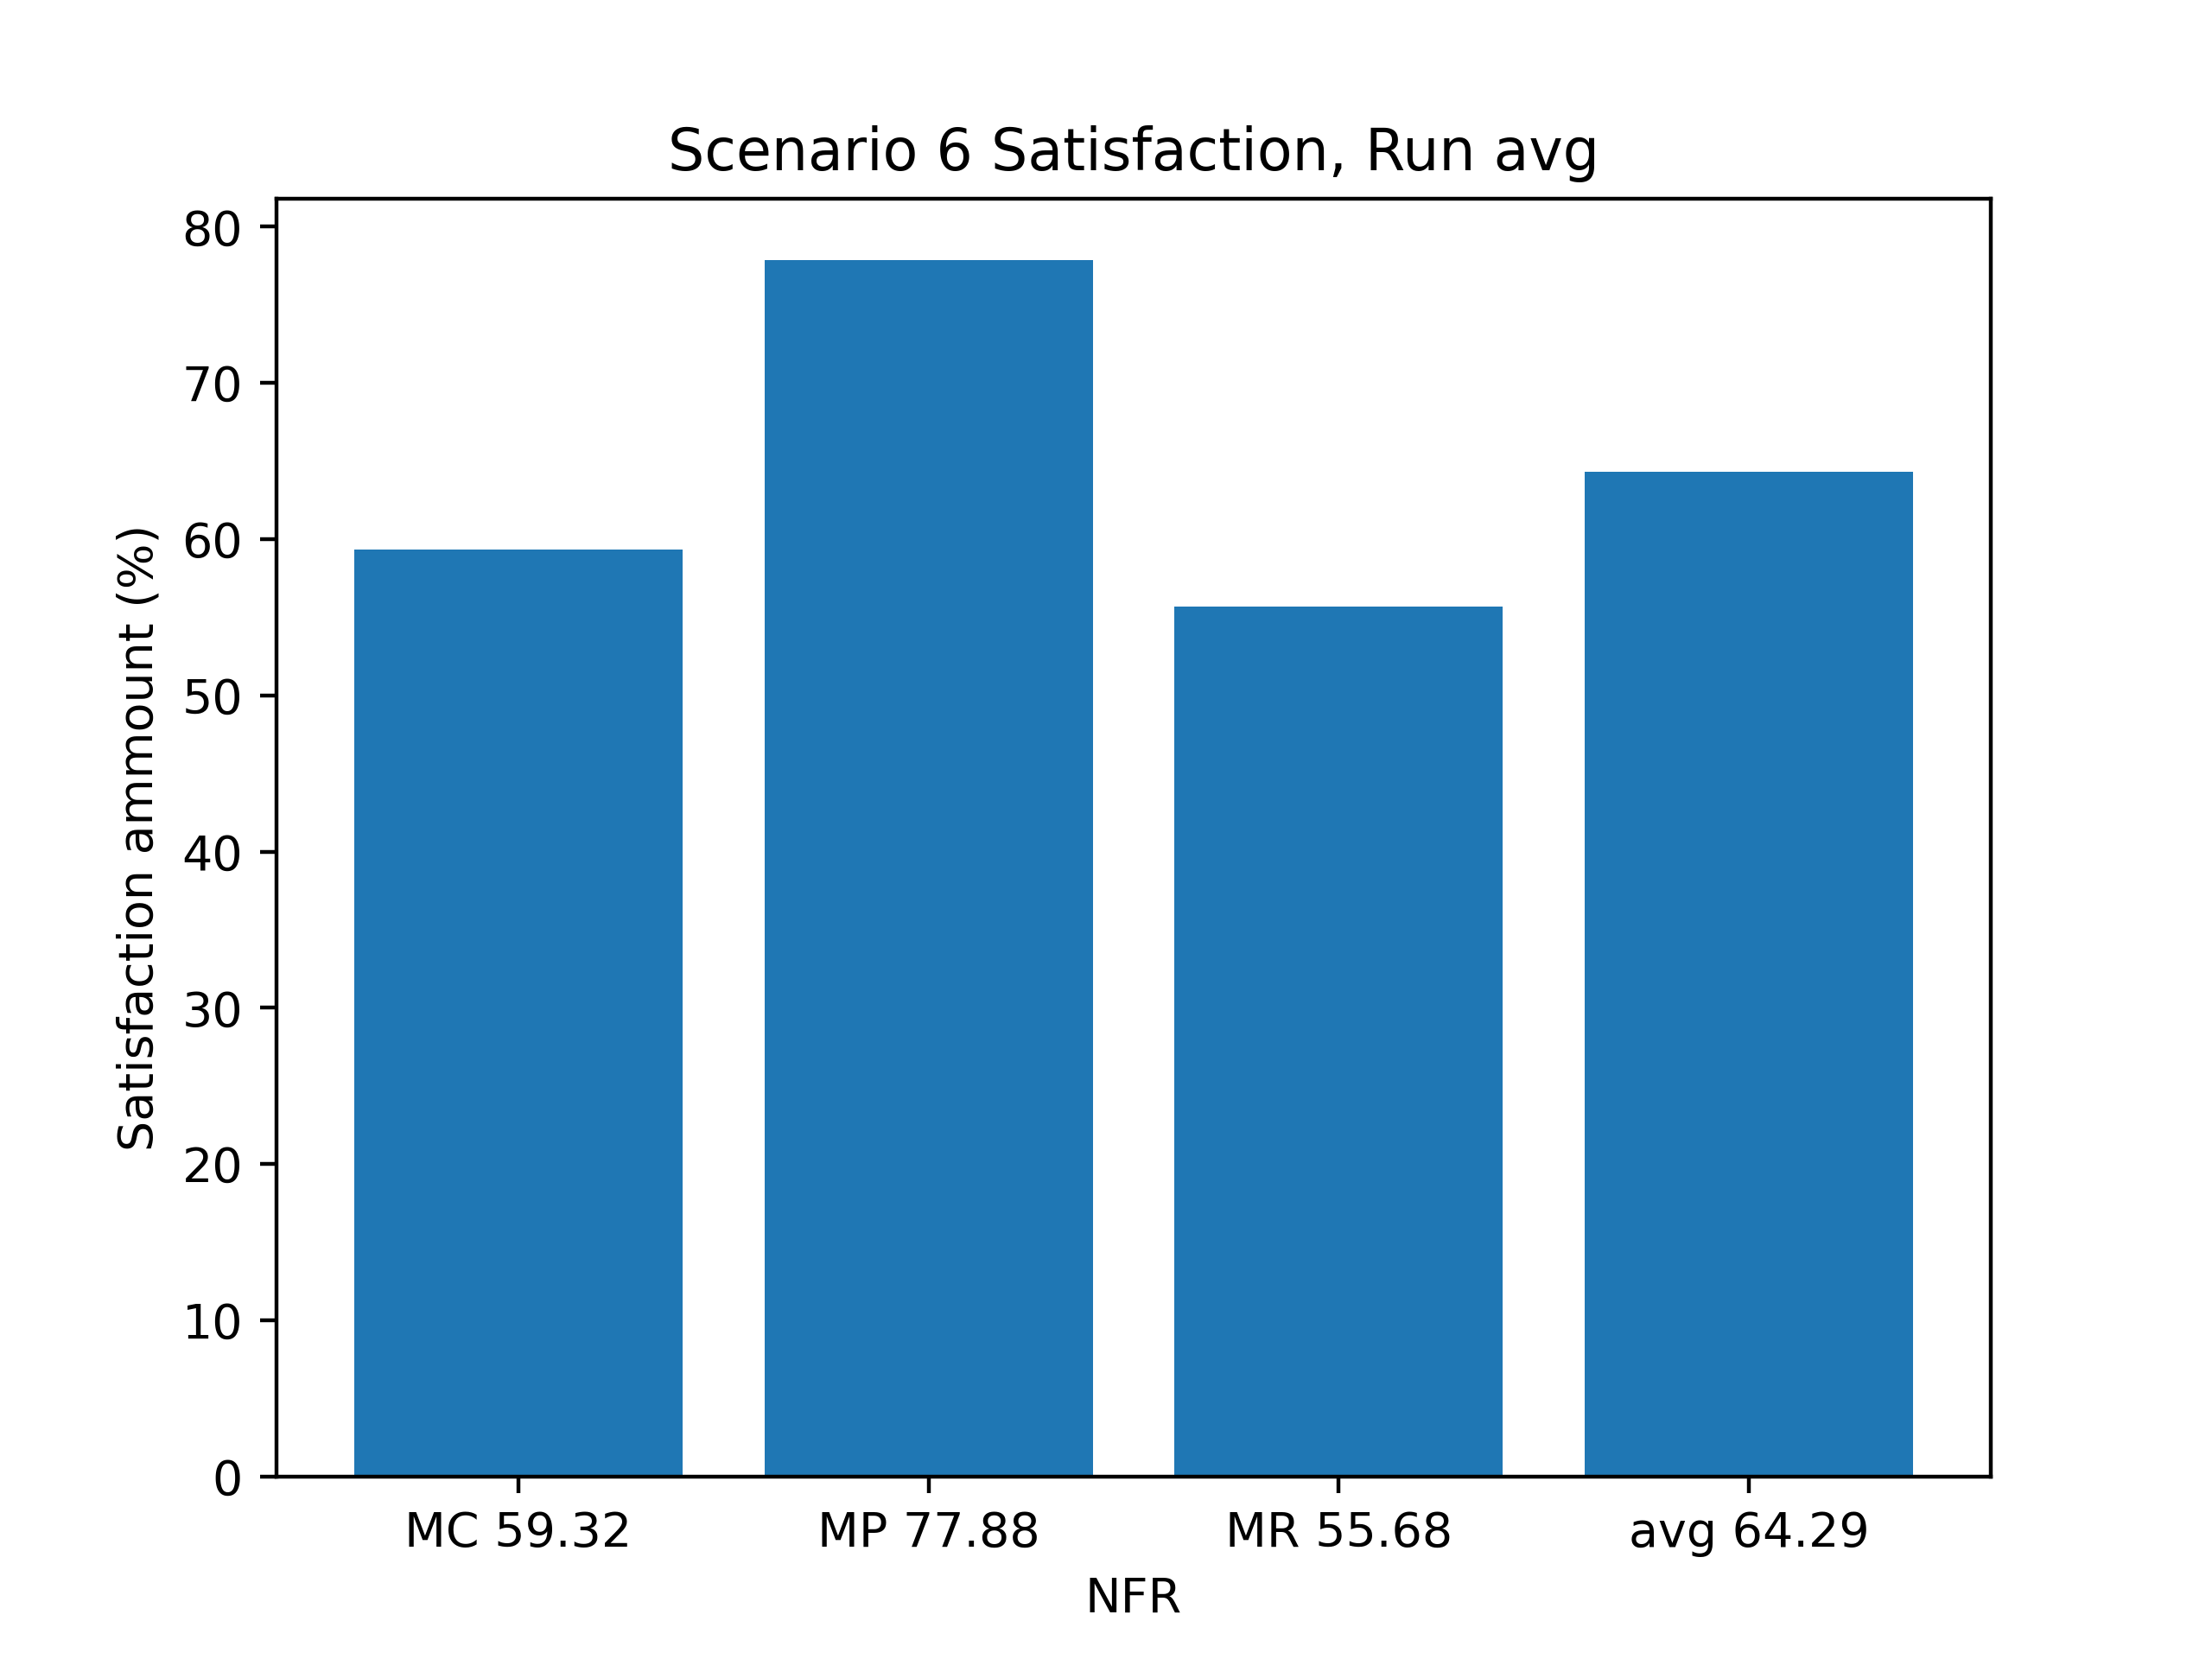 Scenario 6 Satisfaction, Run avg
Satisfaction ammount (%)
80
70
60
50
40
30
20
10
0
MC 59.32
MP 77.88
MR 55.68
avg 64.29
NFR